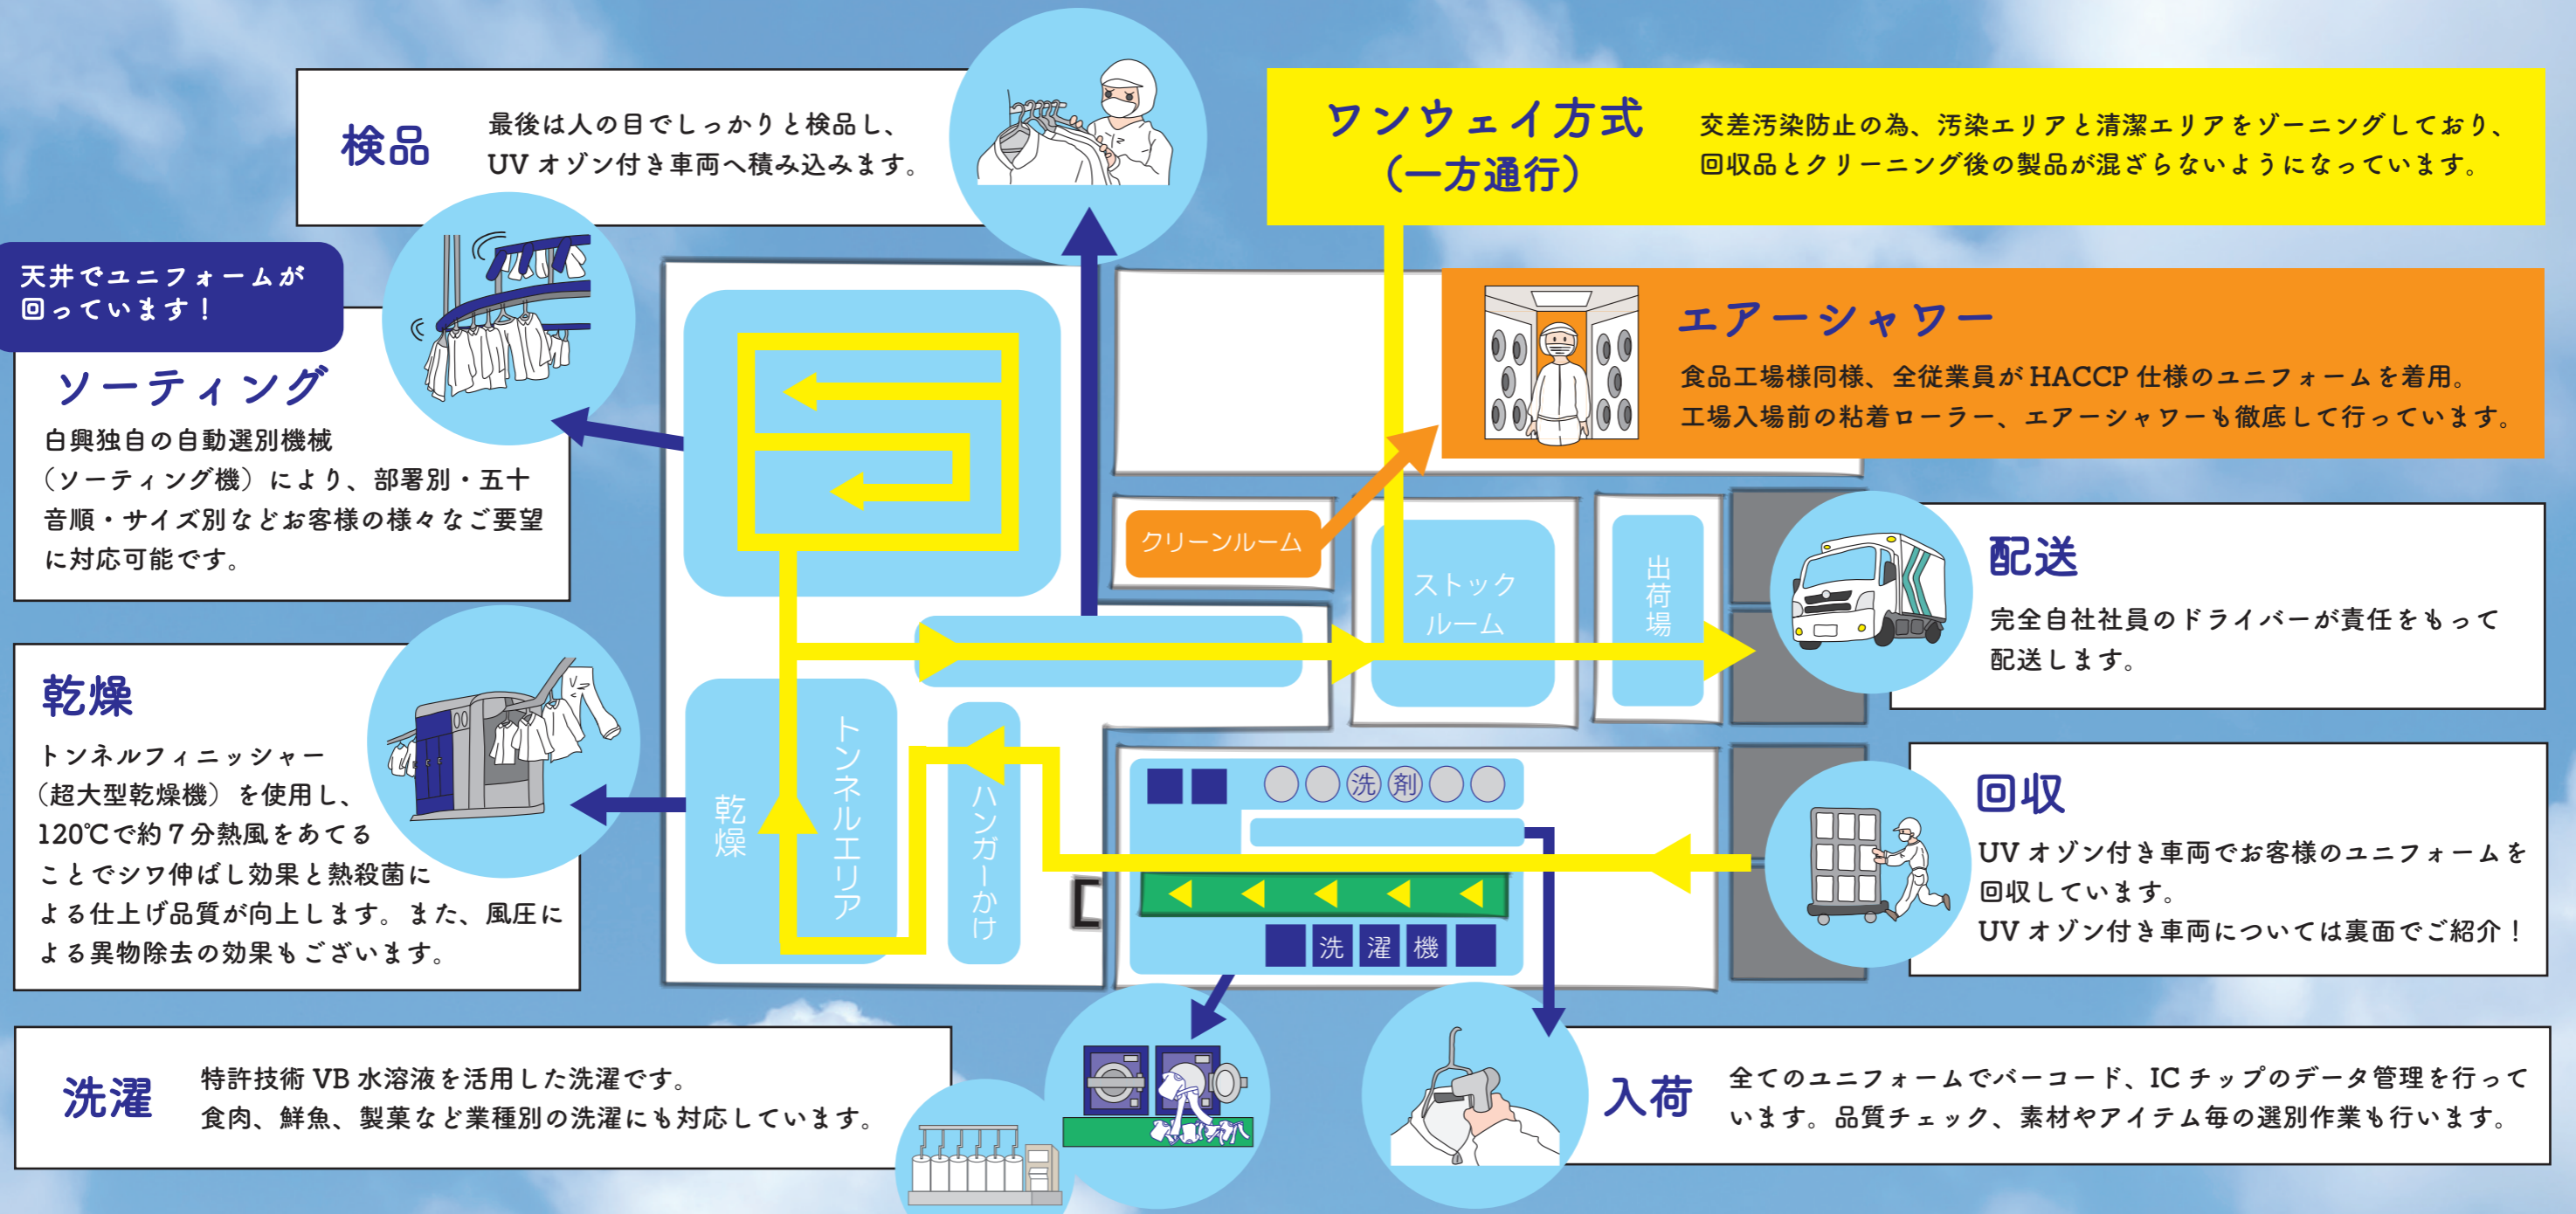 検品
最後は人の目でしっかりと検品し、
UV オゾン付き車両へ積み込みます。
ワンウェイ方式
（一方通行）
交差汚染防止の為、汚染エリアと清潔エリアをゾーニングしており、
回収品とクリーニング後の製品が混ざらないようになっています。
天井でユニフォームが
回っています！
ソーティング
白興独自の自動選別機械
（ソーティング機）により、部署別・五十
音順・サイズ別などお客様の様々なご要望
に対応可能です。
エアーシャワー
食品工場様同様、全従業員が HACCP 仕様のユニフォームを着用。
工場入場前の粘着ローラー、エアーシャワーも徹底して行っています。
クリーンルーム
ストック
ルーム
出荷場
配送
完全自社社員のドライバーが責任をもって
配送します。
乾燥
トンネルフィニッシャー
（超大型乾燥機）を使用し、
120℃で約７分熱風をあてる
ことでシワ伸ばし効果と熱殺菌に
よる仕上げ品質が向上します。また、風圧に
よる異物除去の効果もございます。
乾燥
トンネルエリア
ハンガーかけ
洗剤
洗濯機
回収
UV オゾン付き車両でお客様のユニフォームを
回収しています。
UV オゾン付き車両については裏面でご紹介！
洗濯
特許技術 VB 水溶液を活用した洗濯です。
食肉、鮮魚、製菓など業種別の洗濯にも対応しています。
入荷
全てのユニフォームでバーコード、IC チップのデータ管理を行って
います。品質チェック、素材やアイテム毎の選別作業も行います。